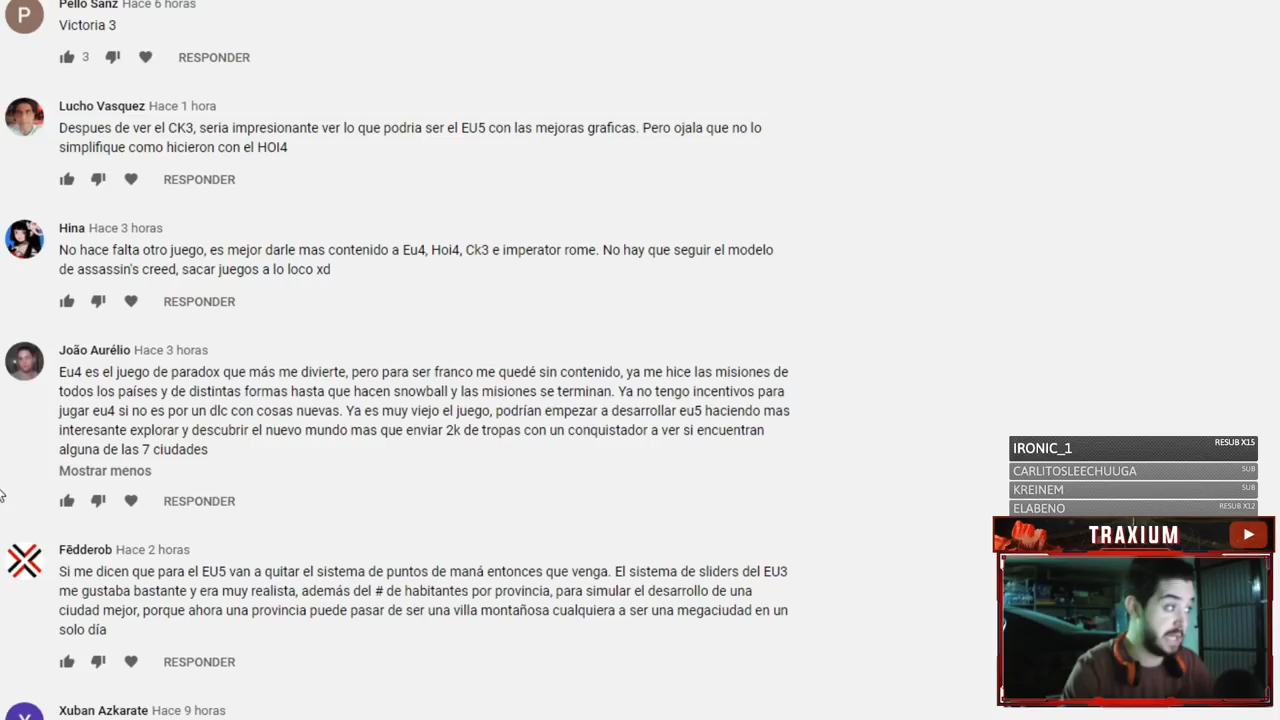 Pello Sanz Hace 6 horas
Victoria 3
3 RESPONDER
Lucho Vasquez Hace 1 hora
Despues de ver el CK3, seria impresionante ver lo que podria ser el EU5 con las mejoras graficas. Pero ojala que no lo
simplifique como hicieron con el HOI4
RESPONDER
Hina Hace 3 horas
No hace falta otro juego, es mejor darle mas contenido a Eu4, Hoi4, Ck3 e imperator rome. No hay que seguir el modelo
de assassin's creed, sacar juegos a lo loco xd
RESPONDER
João Aurélio Hace 3 horas
Eu4 es el juego de paradox que más me divierte, pero para ser franco me quedé sin contenido, ya me hice las misiones de
todos los países y de distintas formas hasta que hacen snowball y las misiones se terminan. Ya no tengo incentivos para
jugar eu4 si no es por un dlc con cosas nuevas. Ya es muy viejo el juego, podrían empezar a desarrollar eu5 haciendo mas
interesante explorar y descubrir el nuevo mundo mas que enviar 2k de tropas con un conquistador a ver si encuentran
alguna de las 7 ciudades
Mostrar menos
RESPONDER
Fêdderob Hace 2 horas
Si me dicen que para el EU5 van a quitar el sistema de puntos de maná entonces que venga. El sistema de sliders del EU3
me gustaba bastante y era muy realista, además del # de habitantes por provincia, para simular el desarrollo de una
ciudad mejor, porque ahora una provincia puede pasar de ser una villa montañosa cualquiera a ser una megaciudad en un
solo día
RESPONDER
Xuban Azkarate Hace 9 horas
P
X
IRONIC_1 RESUB X15
CARLITOSLEECHUUGA SUB
KREINEM SUB
ELABENO RESUB X12
TRAXIUM